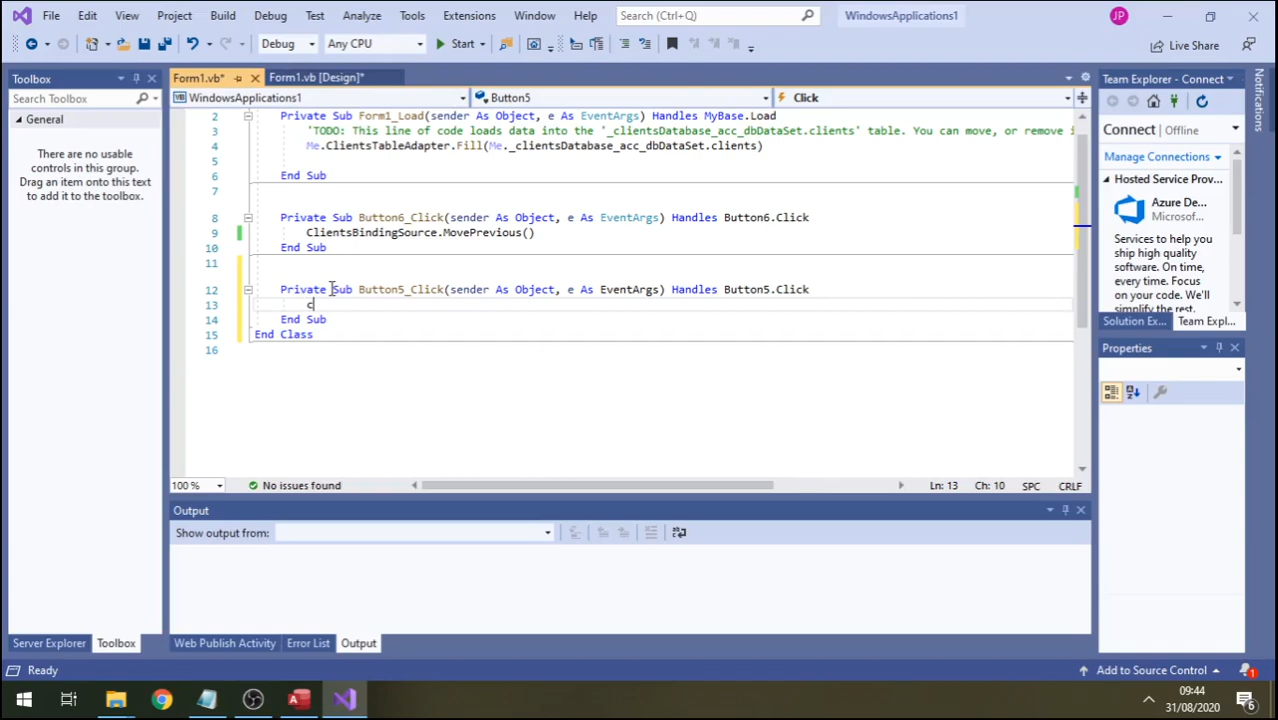 File Edit View Project Build Debug Test Analyze Tools Extensions Window Help Search (Ctrl+Q) WindowsApplications1 JP
Debug Any CPU Start Live Share
Toolbox
Search Toolbox
General
There are no usable
controls in this group.
Drag an item onto this text
to add it to the toolbox.
Form1.vb* Form1.vb [Design]*
WindowsApplications1 Button5 Click
2 Private Sub Form1_Load(sender As Object, e As EventArgs) Handles MyBase.Load
'TODO: This line of code loads data into the '_clientsDatabase_acc_dbDataSet.clients' table. You can move, or remove i
4 Me.ClientsTableAdapter.Fill(Me._clientsDatabase_acc_dbDataSet.clients)
5
6 End Sub
7
8 Private Sub Button6_Click(sender As Object, e As EventArgs) Handles Button6.Click
9 ClientsBindingSource.MovePrevious()
10 End Sub
11
12 Private Sub Button5_Click(sender As Object, e As EventArgs) Handles Button5.Click
13 c
14 End Sub
15 End Class
16
100 % No issues found Ln: 13 Ch: 10 SPC CRLF
Output
Show output from:
Server Explorer Toolbox Web Publish Activity Error List Output
Team Explorer - Connect
Connect | Offline
Manage Connections
Hosted Service Prov...
Azure De...
Microsof...
Services to help you
ship high quality
software. On time,
Focus on
your code. We'll
simplify the rest.
Solution Ex... Team Expl...
Properties
Notifications
Ready Add to Source Control 1
09:44
31/08/2020
6